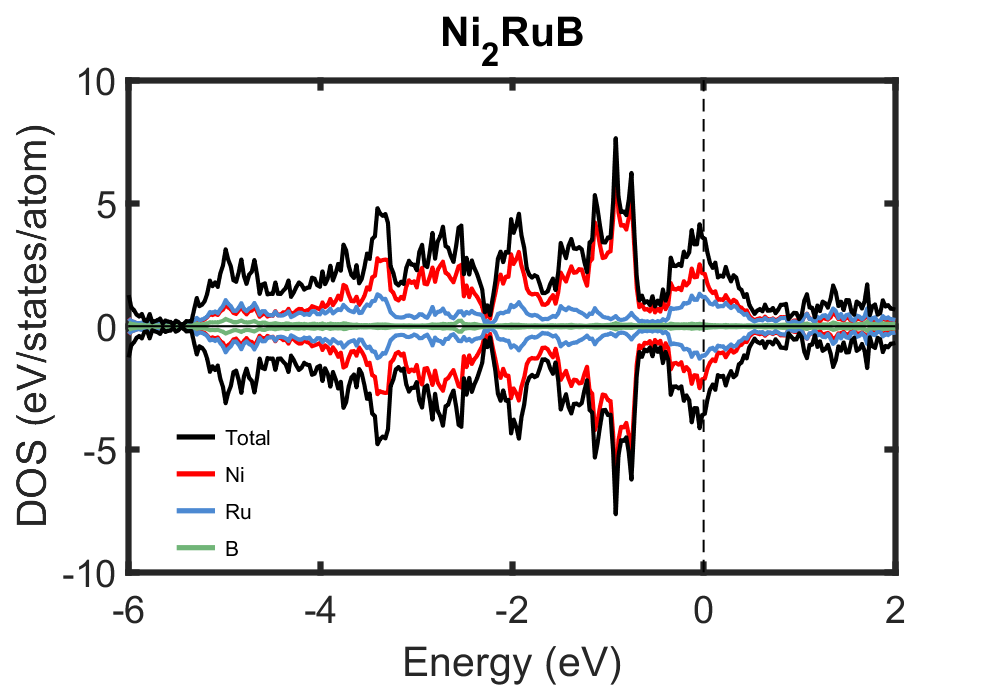 Ni2RuB
10
5
0
-5
-10
DOS (eV/states/atom)
Total
Ni
Ru
B
-6
-4
-2
0
2
Energy (eV)